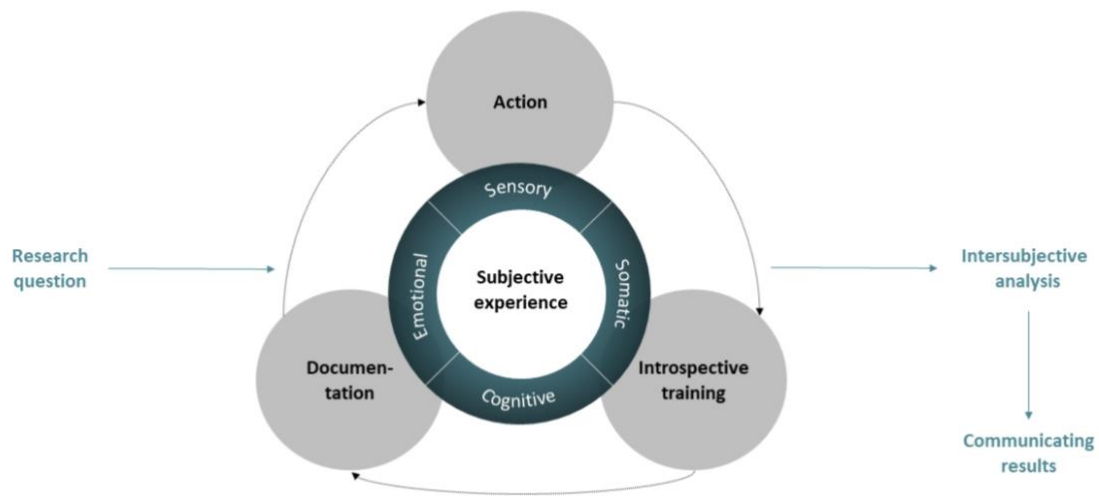 Action
Sensory
Research
question
Emotional
Subjective
experience
Somatic
Intersubjective
analysis
Documen-
tation
Introspective
training
Cognitive
Communicating
results